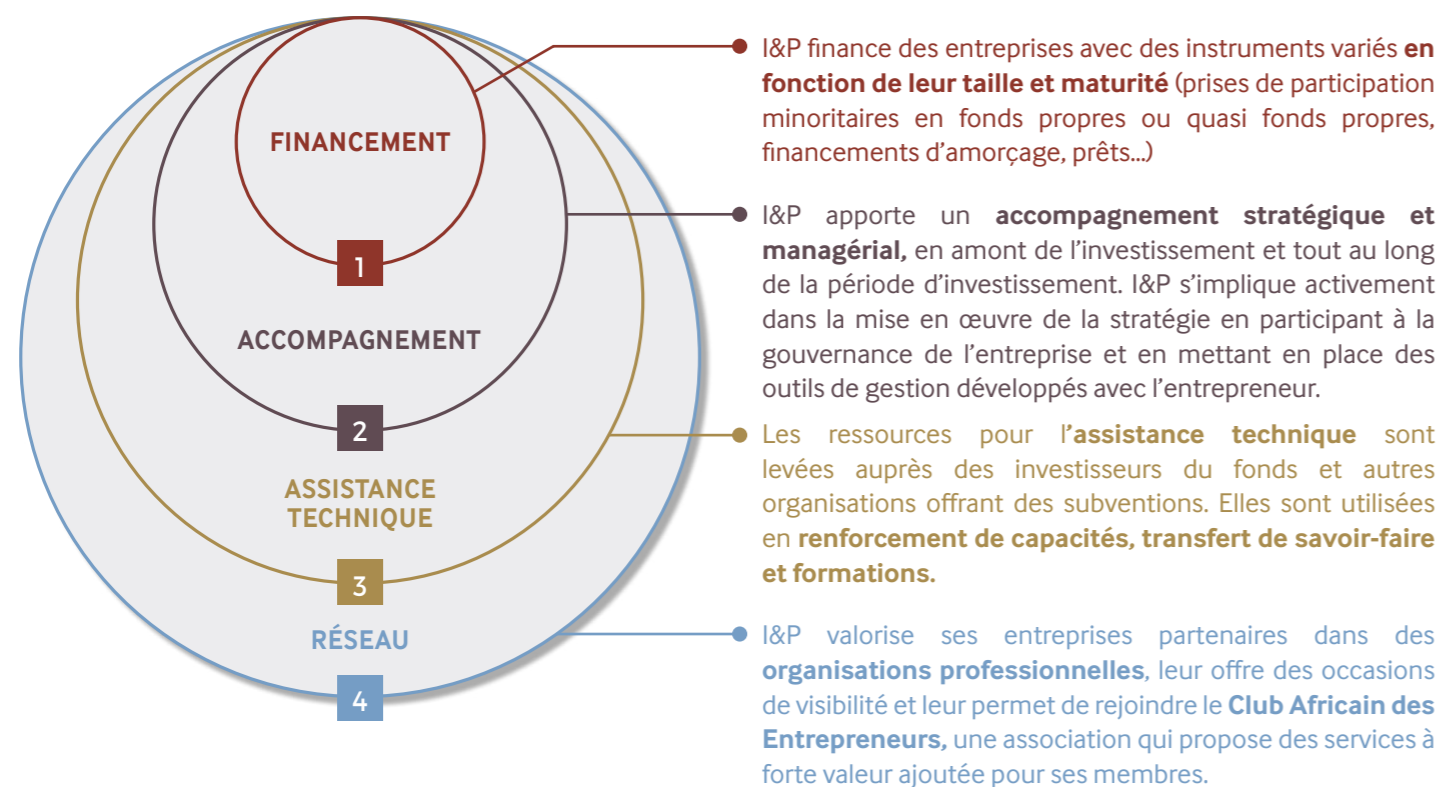 FINANCEMENT
1
ACCOMPAGNEMENT
2
ASSISTANCE
TECHNIQUE
3
RÉSEAU
4
I&P finance des entreprises avec des instruments variés en
fonction de leur taille et maturité (prises de participation
minoritaires en fonds propres ou quasi fonds propres,
financements d’amorçage, prêts...)
I&P apporte un accompagnement stratégique et
managérial, en amont de l’investissement et tout au long
de la période d’investissement. I&P s’implique activement
dans la mise en œuvre de la stratégie en participant à la
gouvernance de l’entreprise et en mettant en place des
outils de gestion développés avec l’entrepreneur.
Les ressources pour l’assistance technique sont
levées auprès des investisseurs du fonds et autres
organisations offrant des subventions. Elles sont utilisées
en renforcement de capacités, transfert de savoir-faire
et formations.
I&P valorise ses entreprises partenaires dans des
organisations professionnelles, leur offre des occasions
de visibilité et leur permet de rejoindre le Club Africain des
Entrepreneurs, une association qui propose des services à
forte valeur ajoutée pour ses membres.